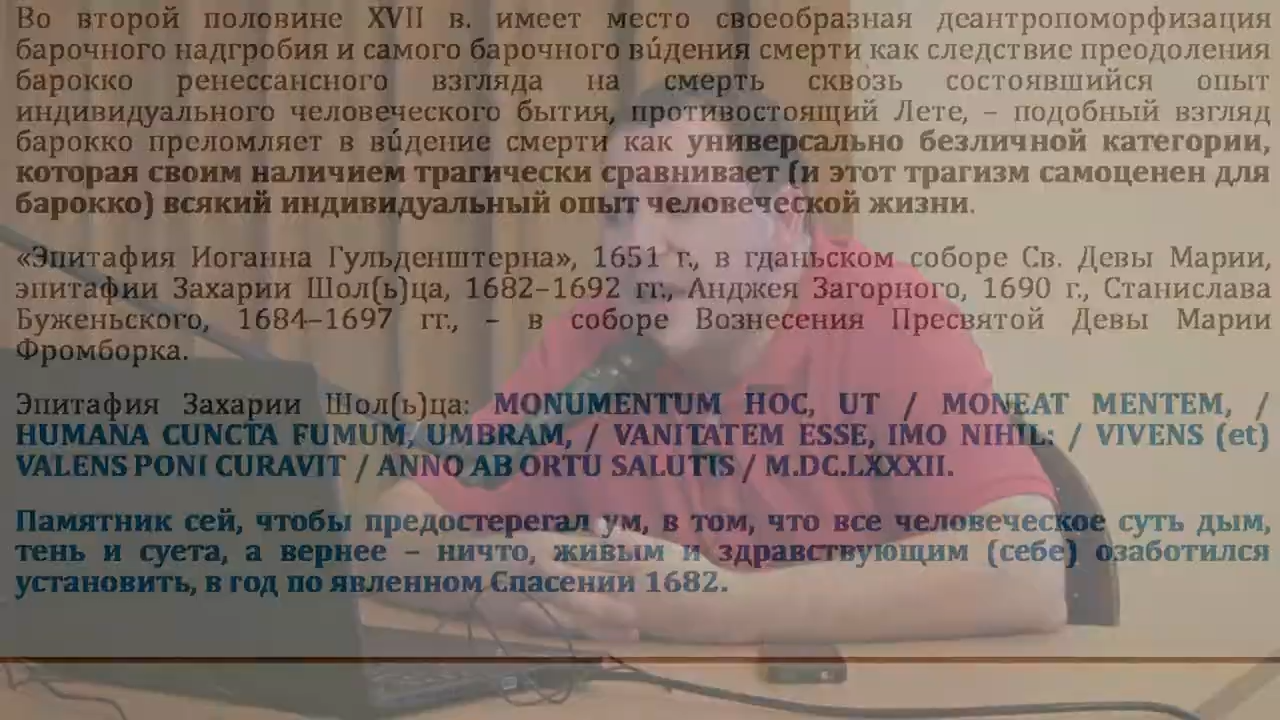 Во второй половине XVII в. имеет место своеобразная деантропоморфизация
барочного надгробия и самого барочного вúдения смерти как следствие преодоления
барокко ренессансного взгляда на смерть сквозь состоявшийся опыт
индивидуального человеческого бытия, противостоящий Лете, – подобный взгляд
барокко преломляет в вúдение смерти как универсально безличной категории,
которая своим наличием трагически сравнивает (и этот трагизм самоценен для
барокко) всякий индивидуальный опыт человеческой жизни.
«Эпитафия Иоганна Гульденштерна», 1651 г., в гданьском соборе Св. Девы Марии,
эпитафии Захарии Шол(ь)ца, 1682–1692 гг., Анджея Загорного, 1690 г., Станислава
Буженьского, 1684–1697 гг., – в соборе Вознесения Пресвятой Девы Марии
Фромборка.
Эпитафия Захарии Шол(ь)ца: MONUMENTUM HOC, UT / MONEAT MENTEM, /
HUMANA CUNCTA FUMUM, UMBRAM, / VANITATEM ESSE, IMO NIHIL: / VIVENS (et)
VALENS PONI CURAVIT / ANNO AB ORTU SALUTIS / M.DC.LXXXII.
Памятник сей, чтобы предостерегал ум, в том, что все человеческое суть дым,
тень и суета, а вернее – ничто, живым и здравствующим (себе) озаботился
установить, в год по явленном Спасении 1682.